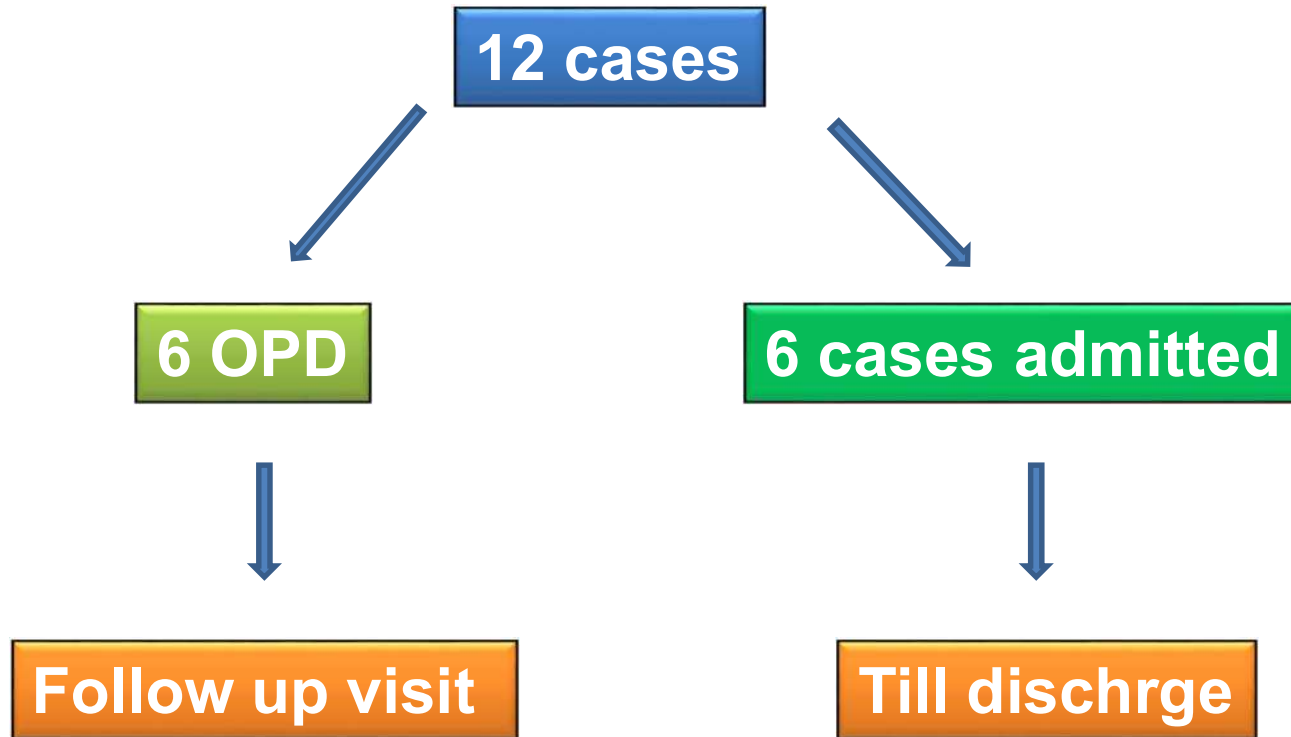 12 cases
6 OPD
6 cases admitted
Follow up visit
Till dischrge